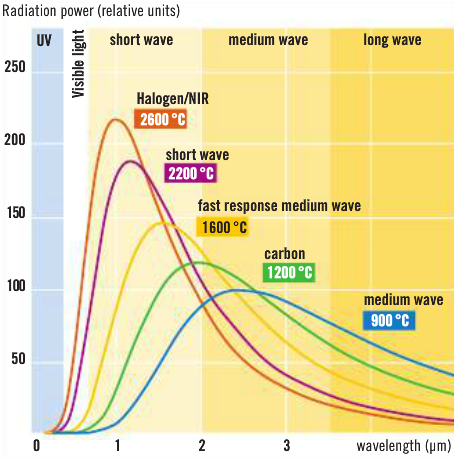 Radiation power (relative units)
UV
Visible light
short wave
medium wave
long wave
250
200
150
100
50
Halogen/NIR
2600 °C
short wave
2200 °C
fast response medium wave
1600 °C
carbon
1200 °C
medium wave
900 °C
0
1
2
3
wavelength (µm)